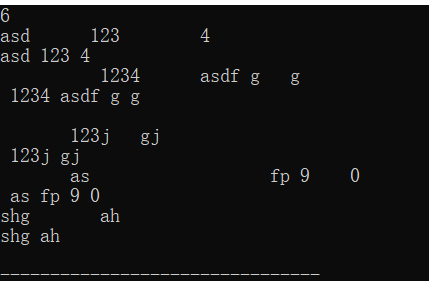 6
asd      123        4
asd 123 4
          1234      asdf g   g
 1234 asdf g g

       123j   gj
 123j gj
       as                  fp 9    0
 as fp 9 0
shg       ah
shg ah

--------------------------------